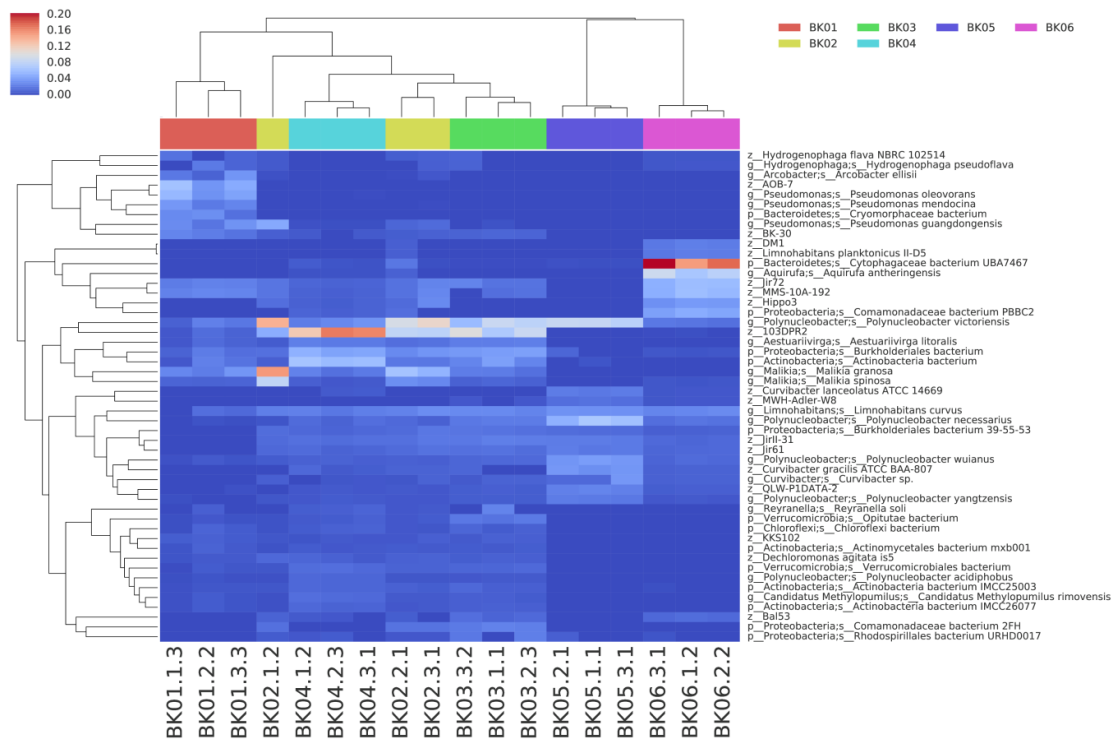 0.20
0.16
0.12
0.08
0.04
0.00
BK01
BK03
BK05
BK06
BK02
BK04
z__Hydrogenophaga flava NBRC 102514
g__Hydrogenophaga;s__Hydrogenophaga pseudoflava
g__Arcobacter;s__Arcobacter ellisii
z__AOB-7
g__Pseudomonas;s__Pseudomonas oleovorans
g__Pseudomonas;s__Pseudomonas mendocina
p__Bacteroidetes;s__Cryomorphaceae bacterium
g__Pseudomonas;s__Pseudomonas guangdongensis
z__BK-30
z__DM1
z__Limnohabitans planktonicus II-D5
p__Bacteroidetes;s__Cytophagaceae bacterium UBA7467
g__Aquirufa;s__Aquirufa antheringensis
z__Jir72
z__MMS-10A-192
z__Hippo3
p__Proteobacteria;s__Comamonadaceae bacterium PBBC2
g__Polynucleobacter;s__Polynucleobacter victoriensis
z__103DPR2
g__Aestuariivirga;s__Aestuariivirga litoralis
p__Proteobacteria;s__Burkholderiales bacterium
p__Actinobacteria;s__Actinobacteria bacterium
g__Malikia;s__Malikia granosa
g__Malikia;s__Malikia spinosa
z__Curvibacter lanceolatus ATCC 14669
z__MWH-Adler-W8
g__Limnohabitans;s__Limnohabitans curvus
g__Polynucleobacter;s__Polynucleobacter necessarius
p__Proteobacteria;s__Burkholderiales bacterium 39-55-53
z__JirII-31
z__Jir61
g__Polynucleobacter;s__Polynucleobacter wuianus
z__Curvibacter gracilis ATCC BAA-807
g__Curvibacter;s__Curvibacter sp.
z__QLW-P1DATA-2
g__Polynucleobacter;s__Polynucleobacter yangtzensis
g__Reyranella;s__Reyranella soli
p__Verrucomicrobia;s__Opitutae bacterium
p__Chloroflexi;s__Chloroflexi bacterium
z__KKS102
p__Actinobacteria;s__Actinomycetales bacterium mxb001
z__Dechloromonas agitata is5
p__Verrucomicrobia;s__Verrucomicrobiales bacterium
g__Polynucleobacter;s__Polynucleobacter acidiphobus
p__Actinobacteria;s__Actinobacteria bacterium IMCC25003
g__Candidatus Methylopumilus;s__Candidatus Methylopumilus rimovensis
p__Actinobacteria;s__Actinobacteria bacterium IMCC26077
z__Bal53
p__Proteobacteria;s__Comamonadaceae bacterium 2FH
p__Proteobacteria;s__Rhodospirillales bacterium URHD0017
BK01.1.3
BK01.2.2
BK01.3.3
BK02.1.2
BK04.1.2
BK04.2.3
BK04.3.1
BK02.2.1
BK02.3.1
BK03.3.2
BK03.1.1
BK03.2.3
BK05.2.1
BK05.1.1
BK05.3.1
BK06.3.1
BK06.1.2
BK06.2.2